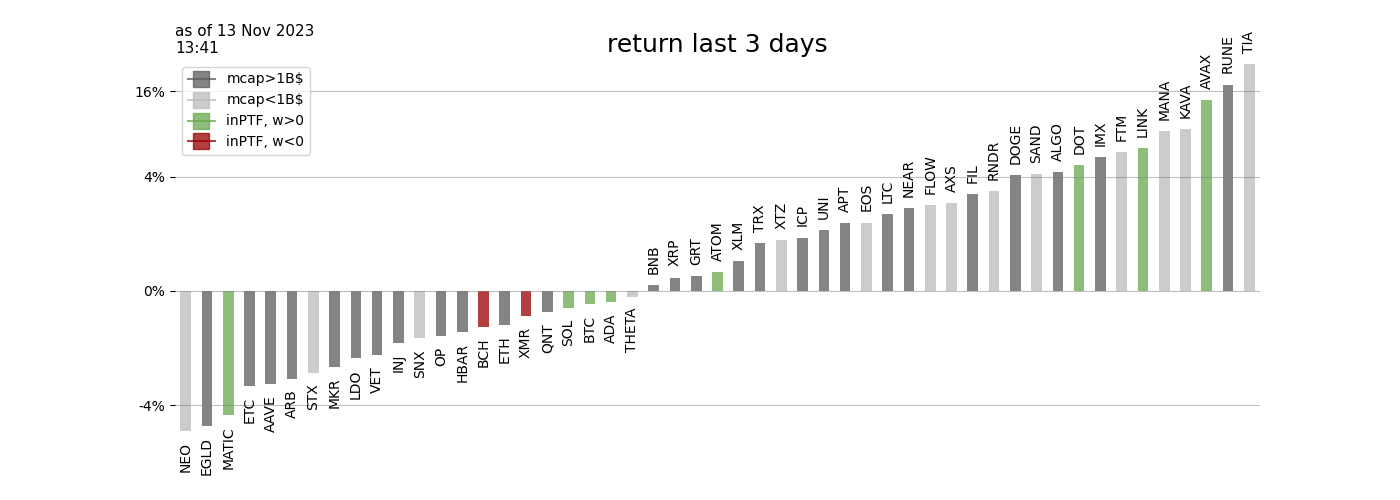 as of 13 Nov 2023
13:41
return last 3 days
mcap>1B$
mcap<1B$
inPTF, w>0
inPTF, w<0
16%
4%
0%
-4%
NEO
EGLD
MATIC
ETC
AAVE
ARB
STX
MKR
LDO
VET
INJ
SNX
OP
HBAR
BCH
ETH
XMR
QNT
SOL
BTC
ADA
THETA
BNB
XRP
GRT
ATOM
XLM
TRX
XTZ
ICP
UNI
APT
EOS
LTC
NEAR
FLOW
AXS
FIL
RNDR
DOGE
SAND
ALGO
DOT
IMX
FTM
LINK
MANA
KAVA
AVAX
RUNE
TIA